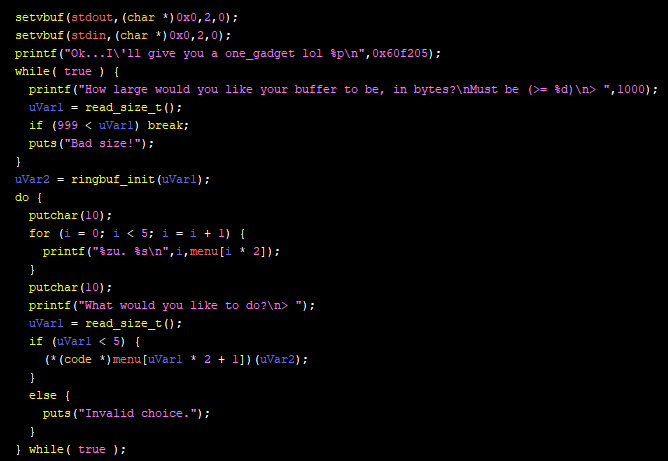 setvbuf(stdout,(char *)0x0,2,0);
setvbuf(stdin,(char *)0x0,2,0);
printf("Ok...I\'ll give you a one_gadget lol %p\n",0x60f205);
while( true ) {
printf("How large would you like your buffer to be, in bytes?\nMust be (>= %d)\n> ",1000);
uVar1 = read_size_t();
if (999 < uVar1) break;
puts("Bad size!");
}
uVar2 = ringbuf_init(uVar1);
do {
putchar(10);
for (i = 0; i < 5; i = i + 1) {
printf("%zu. %s\n",i,menu[i * 2]);
}
putchar(10);
printf("What would you like to do?\n> ");
uVar1 = read_size_t();
if (uVar1 < 5) {
(*(code *)menu[uVar1 * 2 + 1])(uVar2);
}
else {
puts("Invalid choice.");
}
} while( true );